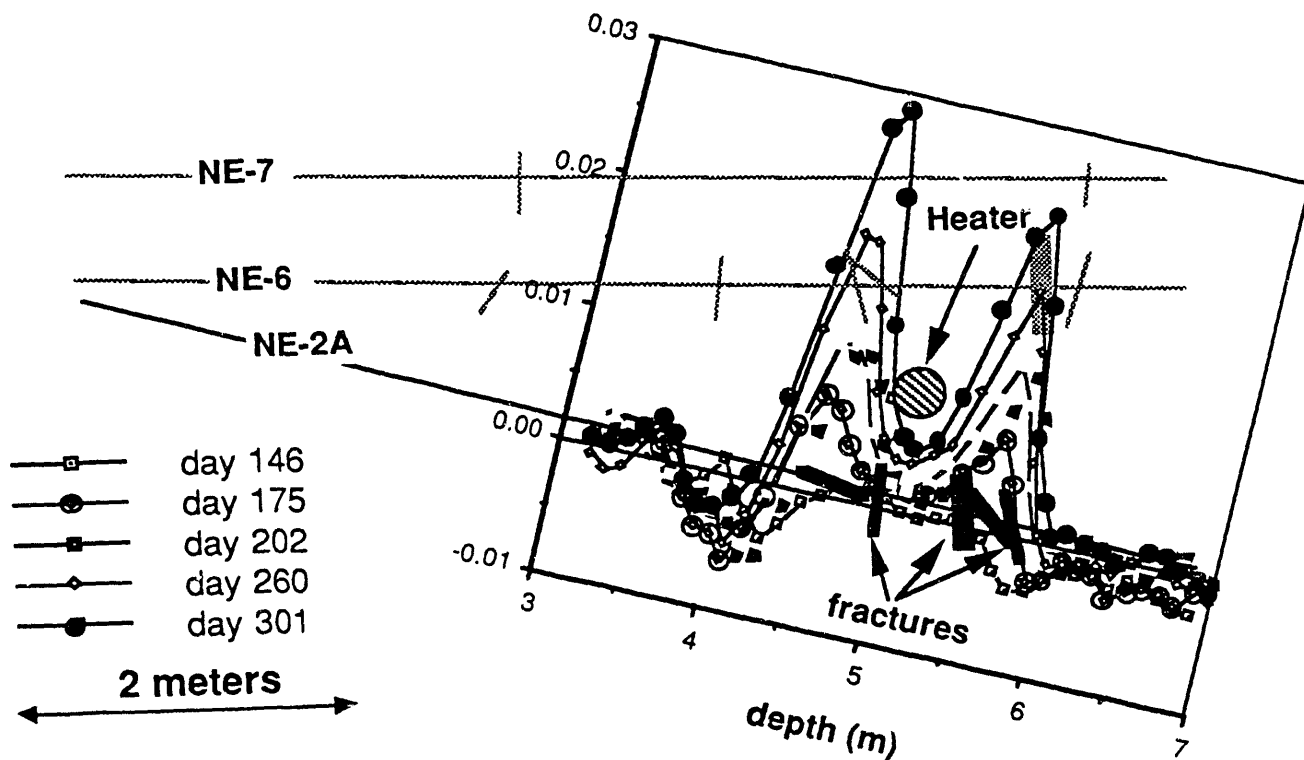 0.03
NE-7
0.02
Heater
NE-6
0.01
NE-2A
0.00
day 146
day 175
day 202
day 260
day 301
-0.01
3
4
5
6
7
fractures
2 meters
depth (m)